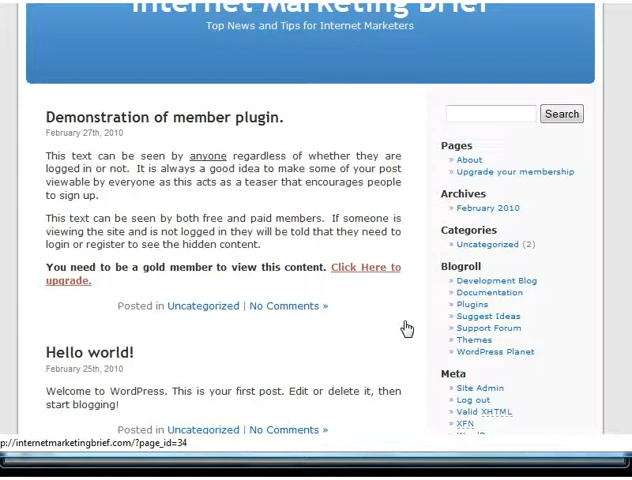 Internet Marketing Brief
Top News and Tips for Internet Marketers
Demonstration of member plugin.
February 27th, 2010
This text can be seen by anyone regardless of whether they are
logged in or not. It is always a good idea to make some of your post
viewable by everyone as this acts as a teaser that encourages people
to sign up.
This text can be seen by both free and paid members. If someone is
viewing the site and is not logged in they will be told that they need to
login or register to see the hidden content.
You need to be a gold member to view this content. Click Here to
upgrade.
Posted in Uncategorized | No Comments »
Hello world!
February 25th, 2010
Welcome to WordPress. This is your first post. Edit or delete it, then
start blogging!
Posted in Uncategorized | No Comments »
Search
Pages
» About
» Upgrade your membership
Archives
» February 2010
Categories
» Uncategorized (2)
Blogroll
» Development Blog
» Documentation
» Plugins
» Suggest Ideas
» Support Forum
» Themes
» WordPress Planet
Meta
» Site Admin
» Log out
» Valid XHTML
» XFN
p://internetmarketingbrief.com/?page_id=34